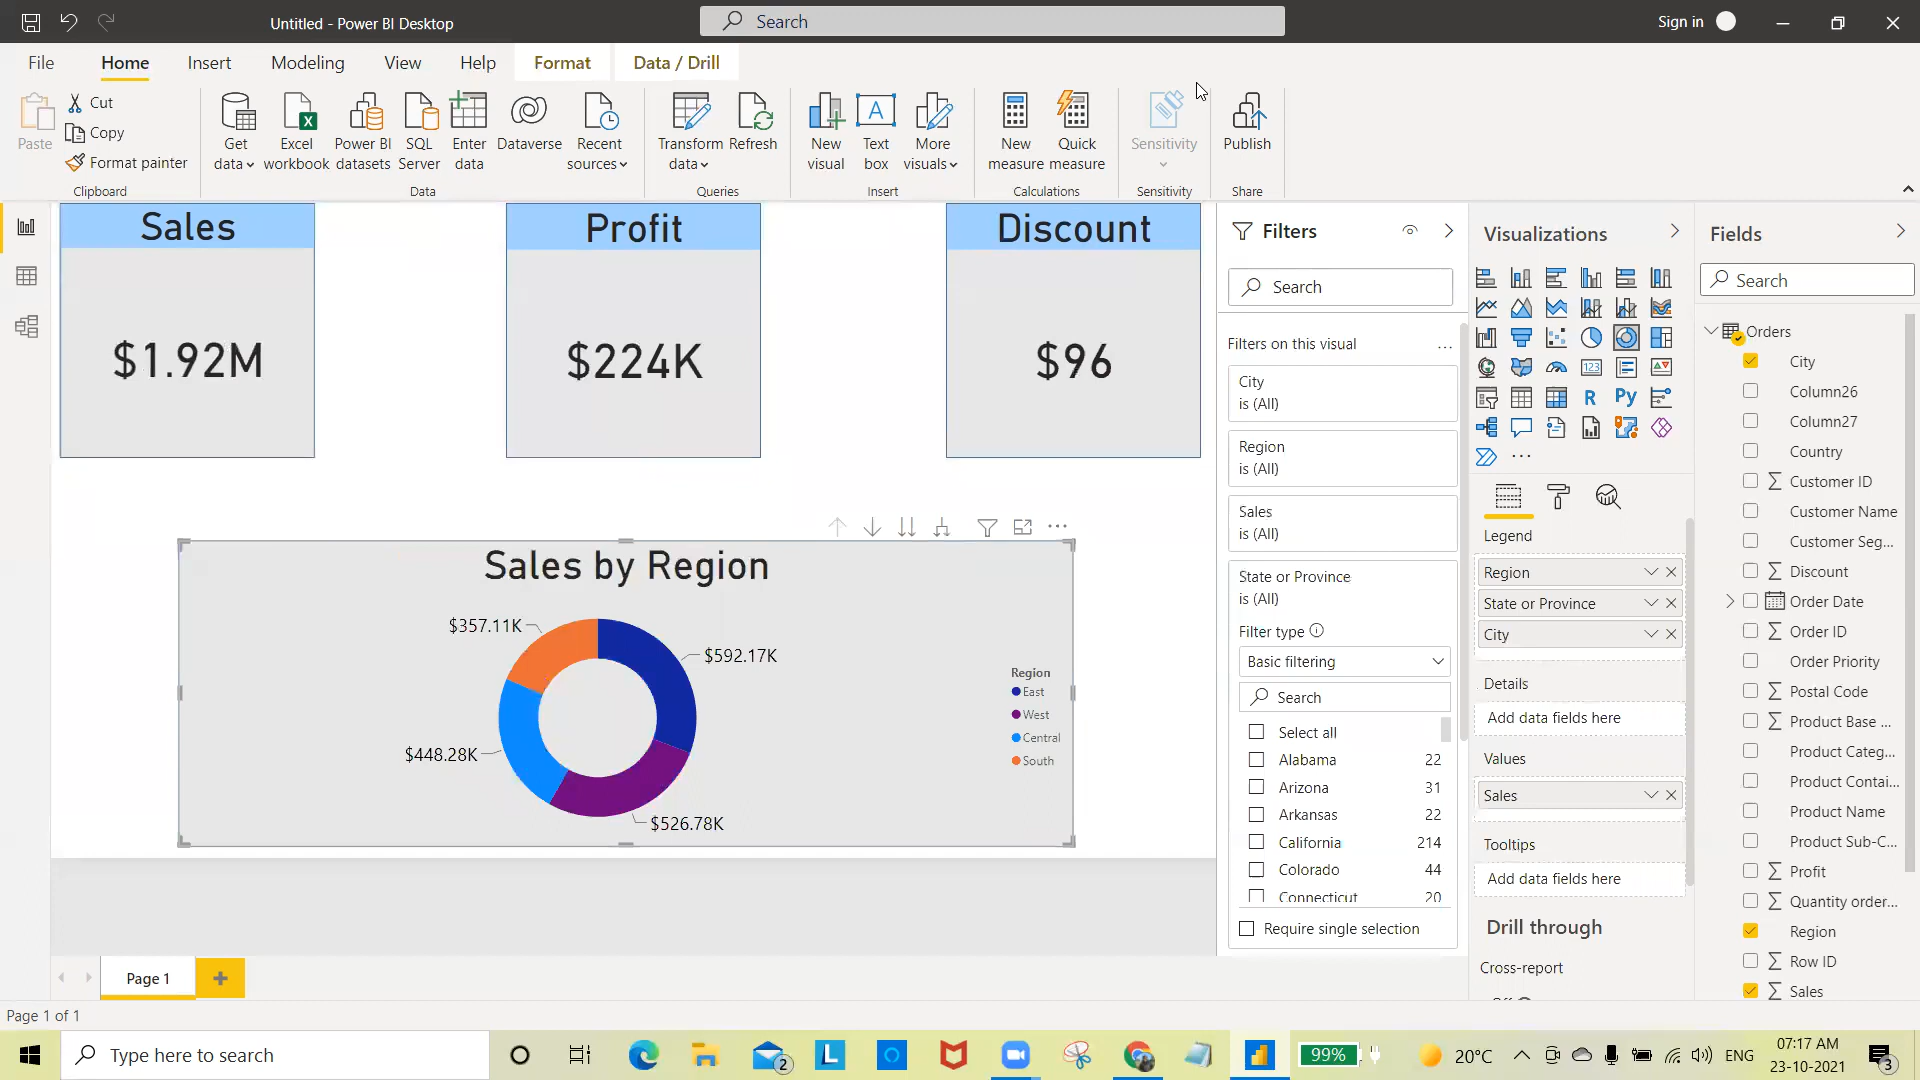 Untitled - Power BI Desktop
Search
Sign in
File
Home
Insert
Modeling
View
Help
Format
Data / Drill
Paste
Cut
Copy
Format painter
Clipboard
Get data
Excel workbook
Power BI datasets
SQL Server
Enter data
Dataverse
Recent sources
Data
Transform data
Refresh
Queries
New visual
Text box
More visuals
Insert
New measure
Quick measure
Calculations
Sensitivity
Sensitivity
Publish
Share
Sales
$1.92M
Profit
$224K
Discount
$96
Sales by Region
$357.11K
$592.17K
$448.28K
$526.78K
Region
East
West
Central
South
Filters
Search
Filters on this visual
City
is (All)
Region
is (All)
Sales
is (All)
State or Province
is (All)
Filter type
Basic filtering
Search
Select all
Alabama 22
Arizona 31
Arkansas 22
California 214
Colorado 44
Connecticut 20
Require single selection
Visualizations
123
R
Py
Legend
Region
State or Province
City
Details
Add data fields here
Values
Sales
Tooltips
Add data fields here
Drill through
Cross-report
Fields
Search
Orders
City
Column26
Column27
Country
Customer ID
Customer Name
Customer Seg...
Discount
Order Date
Order ID
Order Priority
Postal Code
Product Base ...
Product Categ...
Product Contai...
Product Name
Product Sub-C...
Profit
Quantity order...
Region
Row ID
Sales
Page 1
Page 1 of 1
Type here to search
2
L
99%
20°C
ENG
07:17 AM
23-10-2021
3